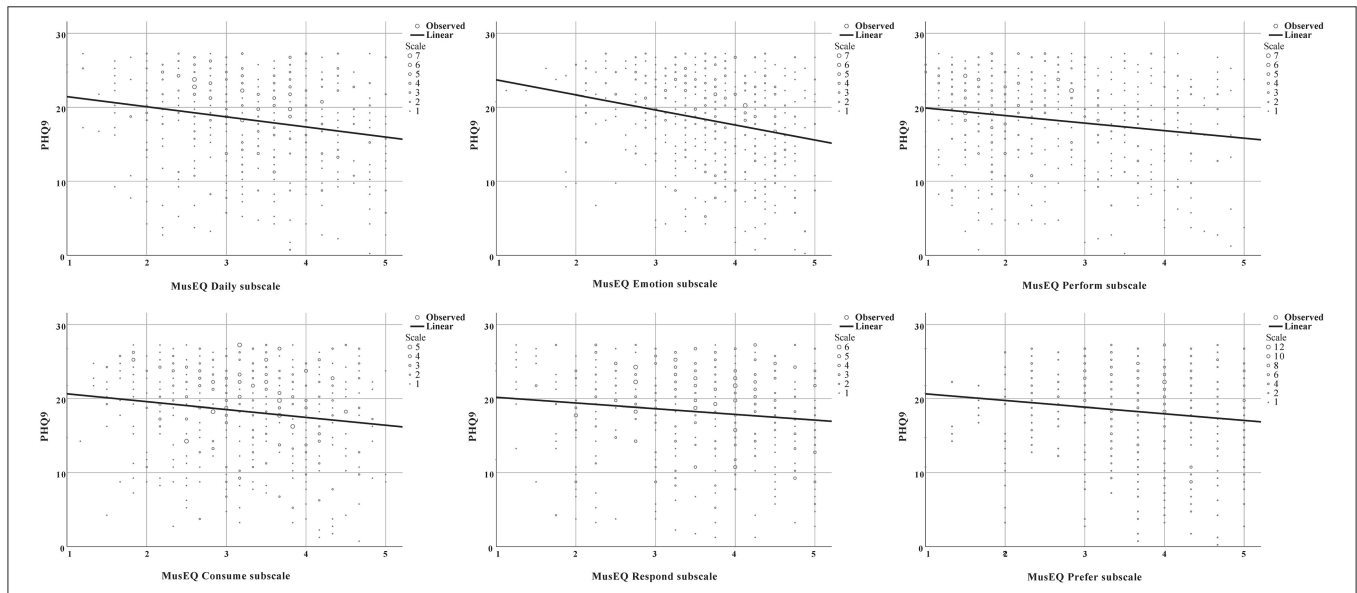 ○ Observed
Linear
Scale
7
6
5
4
3
2
1
PHQ9
30
20
10
0
1 2 3 4 5
MusEQ Daily subscale
○ Observed
Linear
Scale
7
6
5
4
3
2
1
PHQ9
30
20
10
0
1 2 3 4 5
MusEQ Emotion subscale
○ Observed
Linear
Scale
7
6
5
4
3
2
1
PHQ9
30
20
10
0
1 2 3 4 5
MusEQ Perform subscale
○ Observed
Linear
Scale
5
4
3
2
1
PHQ9
30
20
10
0
1 2 3 4 5
MusEQ Consume subscale
○ Observed
Linear
Scale
6
5
4
3
2
1
PHQ9
30
20
10
0
1 2 3 4 5
MusEQ Respond subscale
○ Observed
Linear
Scale
12
10
8
6
4
2
1
PHQ9
30
20
10
0
1 2 3 4 5
MusEQ Prefer subscale